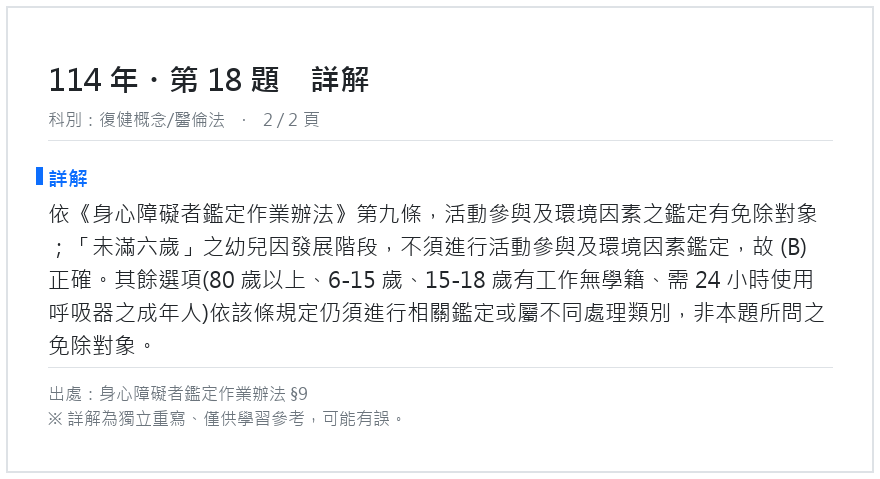 114 年・第 18 題　詳解
科別：復健概念/醫倫法　·　2 / 2 頁
詳解
依《身心障礙者鑑定作業辦法》第九條，活動參與及環境因素之鑑定有免除對象
；「未滿六歲」之幼兒因發展階段，不須進行活動參與及環境因素鑑定，故 (B)
正確。其餘選項(80 歲以上、6-15 歲、15-18 歲有工作無學籍、需 24 小時使用
呼吸器之成年人)依該條規定仍須進行相關鑑定或屬不同處理類別，非本題所問之
免除對象。
出處：身心障礙者鑑定作業辦法 §9
※ 詳解為獨立重寫、僅供學習參考，可能有誤。